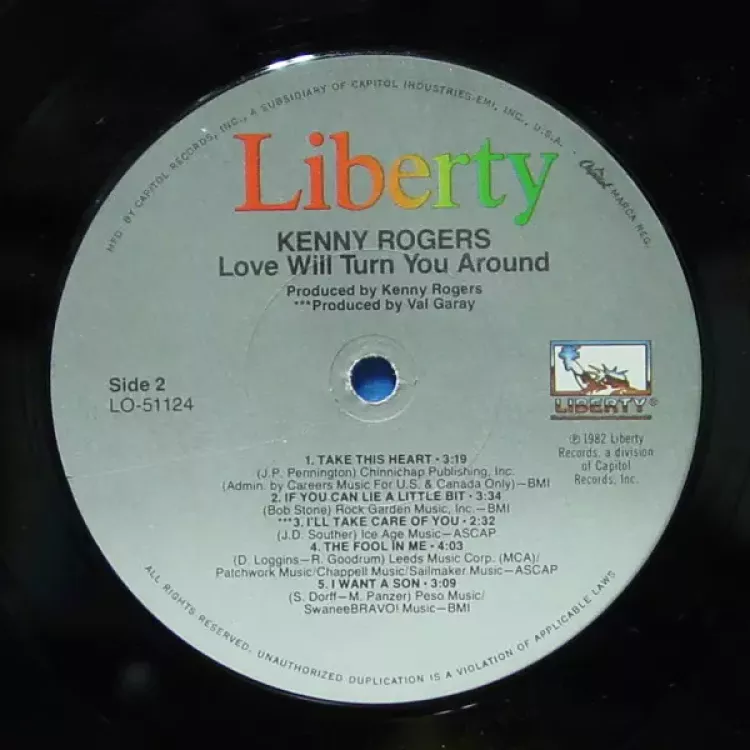 MFD. BY CAPITOL RECORDS, INC., A SUBSIDIARY OF CAPITOL INDUSTRIES-EMI, INC., U.S.A. • Capitol MARCA REG.
Liberty
KENNY ROGERS
Love Will Turn You Around
Produced by Kenny Rogers
***Produced by Val Garay
Side 2
LO-51124
LIBERTY®
℗ 1982 Liberty
Records, a division
of Capitol
Records, Inc.
1. TAKE THIS HEART • 3:19
(J.P. Pennington) Chinnichap Publishing, Inc.
(Admin. by Careers Music For U.S. & Canada Only)—BMI
2. IF YOU CAN LIE A LITTLE BIT • 3:34
(Bob Stone) Rock Garden Music, Inc.—BMI
***3. I'LL TAKE CARE OF YOU • 2:32
(J.D. Souther) Ice Age Music—ASCAP
4. THE FOOL IN ME • 4:03
(D. Loggins—R. Goodrum) Leeds Music Corp. (MCA)/
Patchwork Music/Chappell Music/Sailmaker Music—ASCAP
5. I WANT A SON • 3:09
(S. Dorff—M. Panzer) Peso Music/
SwaneeBRAVO! Music—BMI
ALL RIGHTS RESERVED. UNAUTHORIZED DUPLICATION IS A VIOLATION OF APPLICABLE LAWS